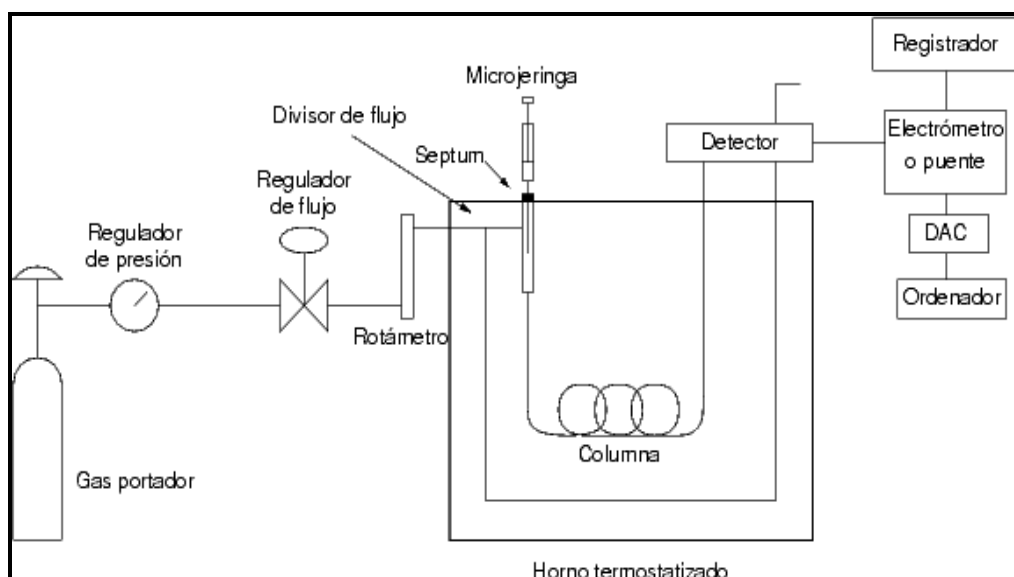 Registrador
Microjeringa
Divisor de flujo
Detector
Electrómetro
o puente
Septum
Regulador
de flujo
Regulador
de presión
DAC
Ordenador
Rotámetro
Columna
Gas portador
Horno termostatizado